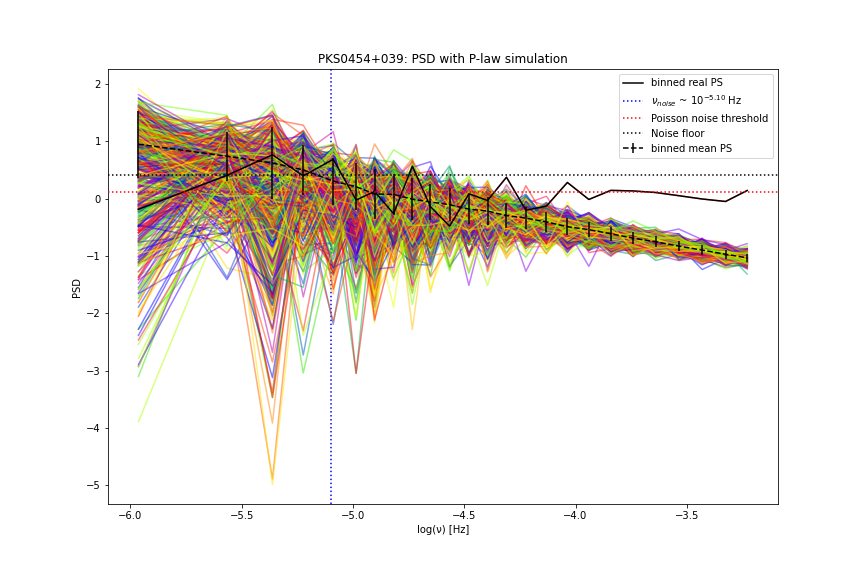 PKS0454+039: PSD with P-law simulation
binned real PS
ν_noise ~ 10^−5.10 Hz
Poisson noise threshold
Noise floor
binned mean PS
PSD
2
1
0
−1
−2
−3
−4
−5
−6.0 −5.5 −5.0 −4.5 −4.0 −3.5
log(ν) [Hz]